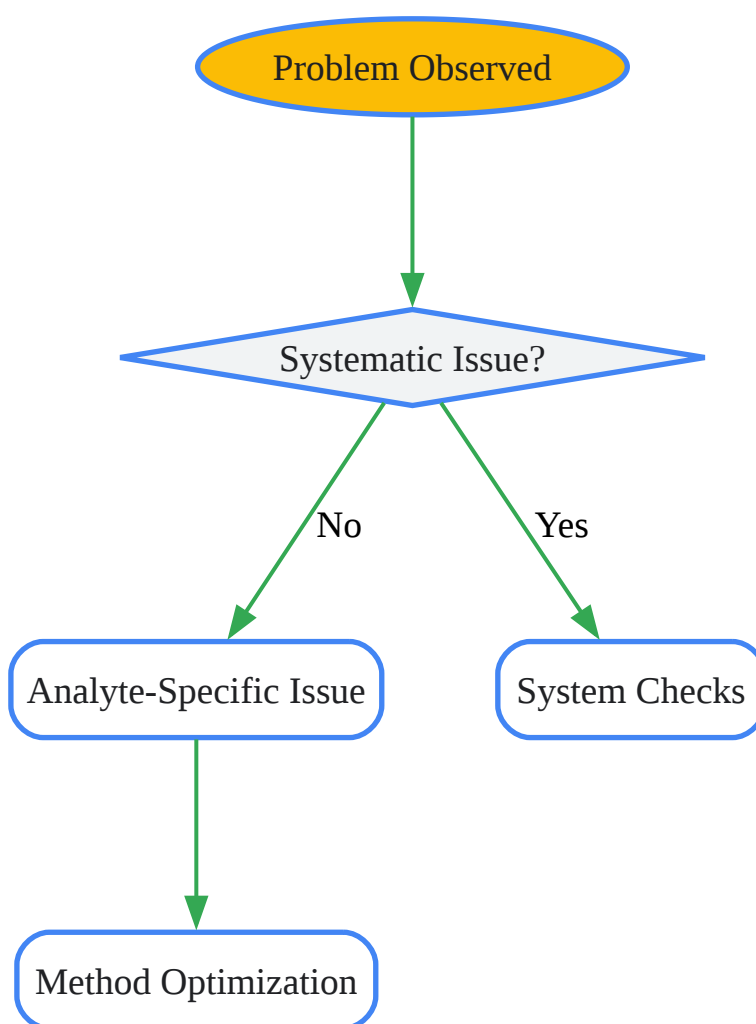 Problem Observed
Systematic Issue?
No
Yes
Analyte-Specific Issue
System Checks
Method Optimization